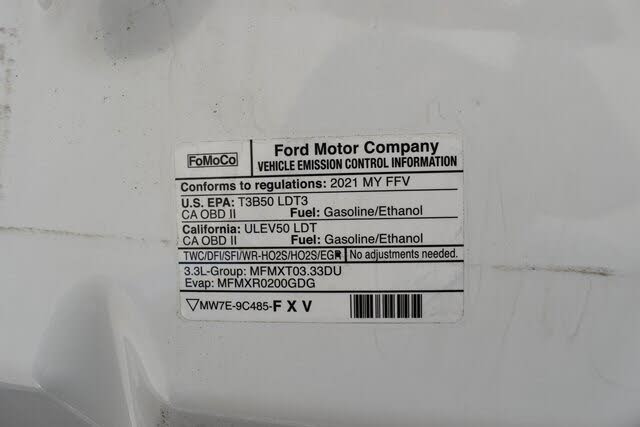 FoMoCo
Ford Motor Company
VEHICLE EMISSION CONTROL INFORMATION
Conforms to regulations: 2021 MY FFV
U.S. EPA: T3B50 LDT3
CA OBD II Fuel: Gasoline/Ethanol
California: ULEV50 LDT
CA OBD II Fuel: Gasoline/Ethanol
TWC/DFI/SFI/WR-HO2S/HO2S/EGR No adjustments needed.
3.3L-Group: MFMXT03.33DU
Evap: MFMXR0200GDG
MW7E-9C485-F X V